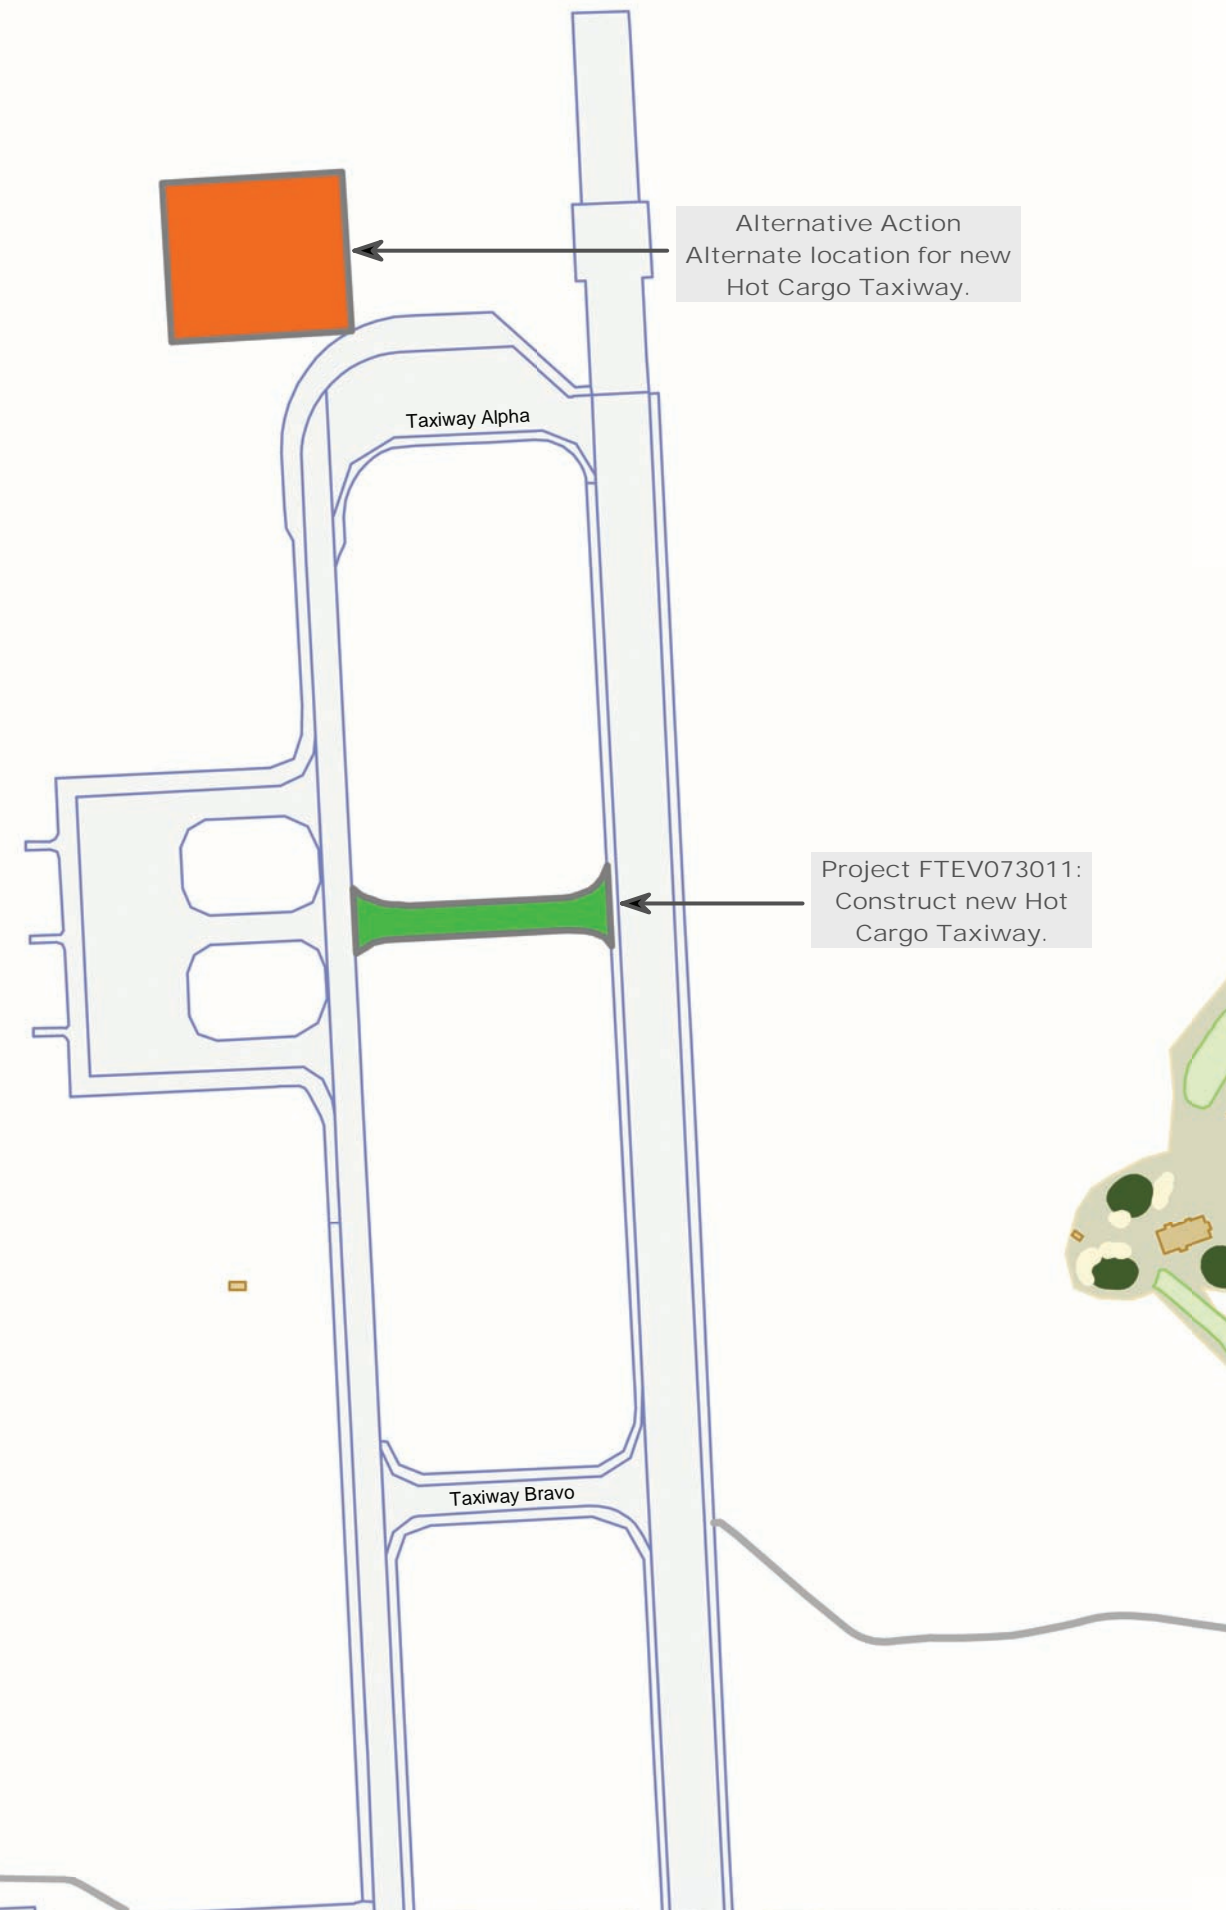 Alternative Action
Alternate location for new
Hot Cargo Taxiway.
Taxiway Alpha
Project FTEV073011:
Construct new Hot
Cargo Taxiway.
Taxiway Bravo